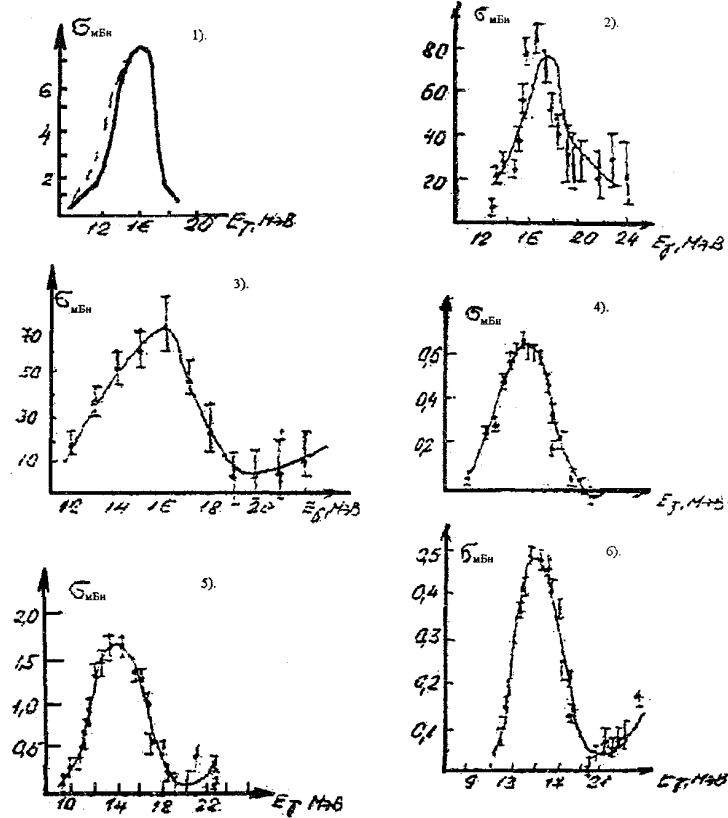 σмБн 1).
6
4
2
12 16 20 Eγ, МэВ
σмБн 2).
80
60
40
20
12 16 20 24 Eγ, МэВ
σмБн 3).
70
50
30
10
10 14 16 18 20 Eγ, МэВ
σмБн 4).
0,6
0,4
0,2
Eγ, МэВ
σмБн 5).
2,0
1,5
1,0
0,5
10 14 18 22 Eγ, МэВ
σмБн 6).
0,5
0,4
0,3
0,2
0,1
9 13 17 21 Eγ, МэВ